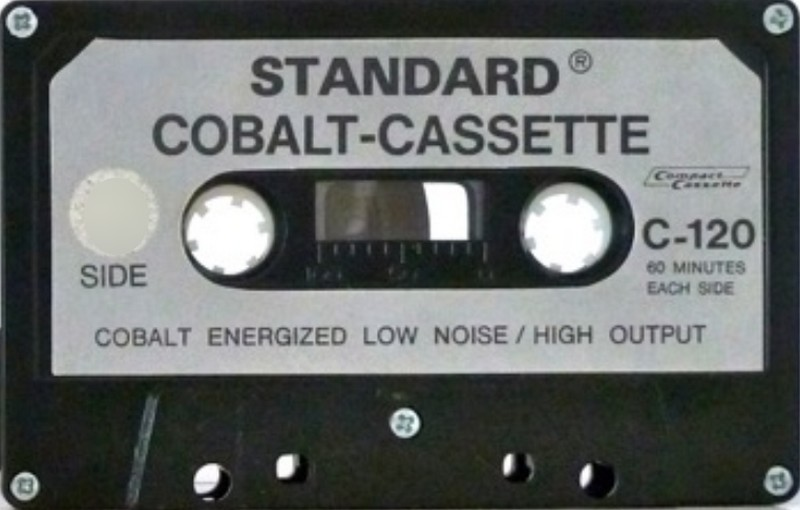 STANDARD®
COBALT-CASSETTE
Compact
Cassette
C-120
60 MINUTES
EACH SIDE
SIDE
COBALT ENERGIZED LOW NOISE / HIGH OUTPUT